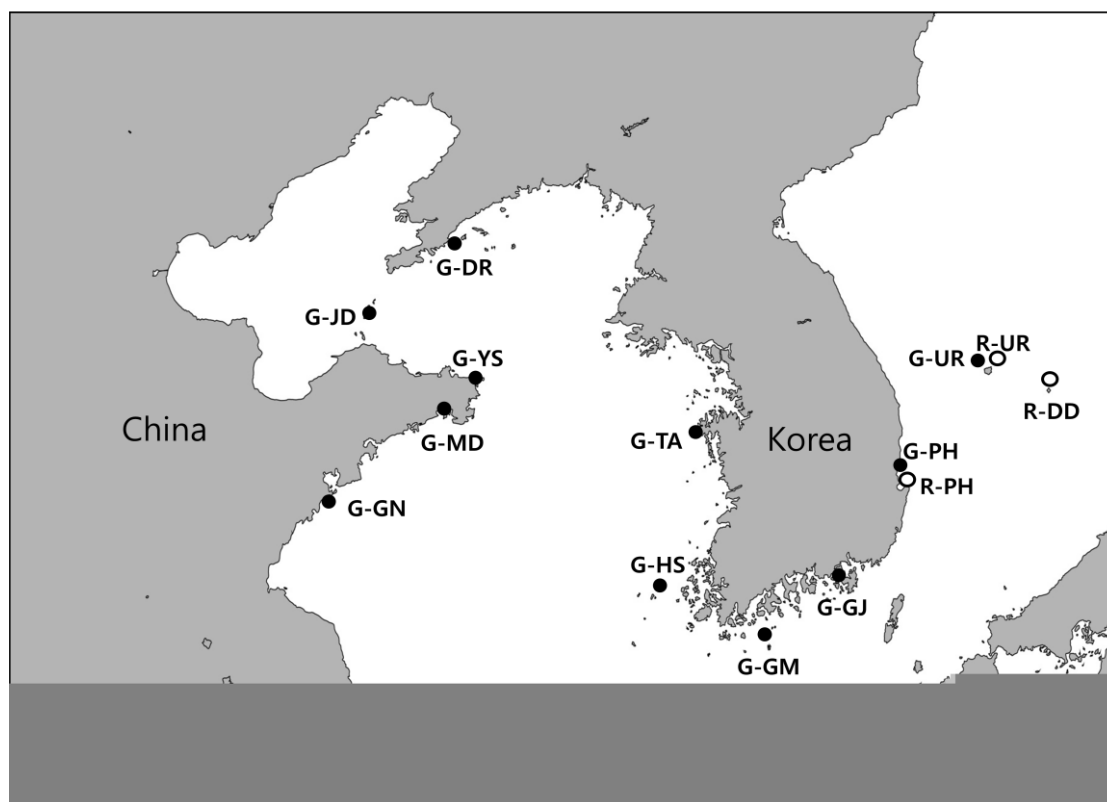 G-DR
G-JD
G-YS
R-UR
G-UR
R-DD
China
G-MD
G-TA
Korea
G-PH
R-PH
G-GN
G-HS
G-GJ
G-GM